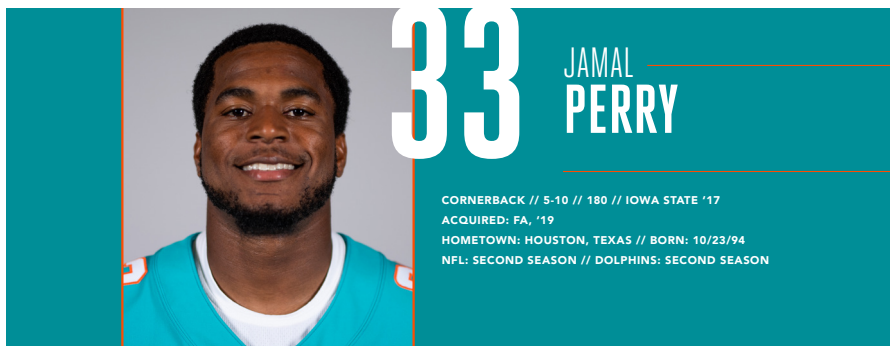 33
JAMAL
PERRY
CORNERBACK // 5-10 // 180 // IOWA STATE ‘17
ACQUIRED: FA, ‘19
HOMETOWN: HOUSTON, TEXAS // BORN: 10/23/94
NFL: SECOND SEASON // DOLPHINS: SECOND SEASON